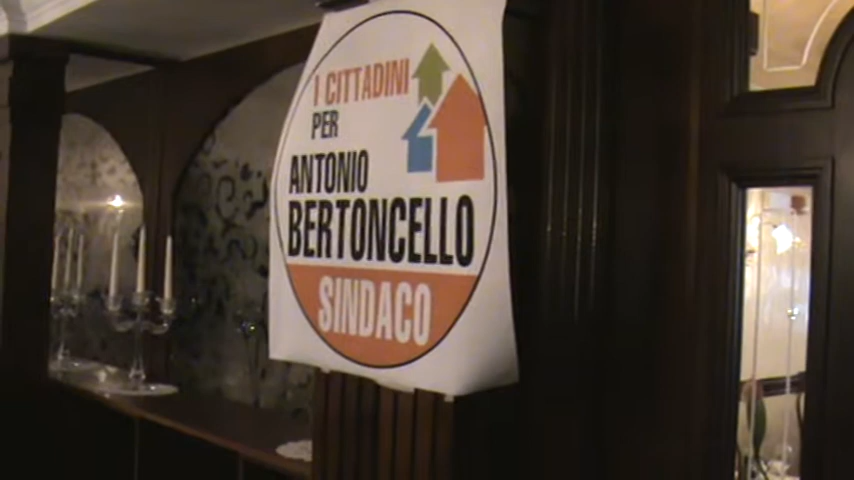 I CITTADINI
PER
ANTONIO
BERTONCELLO
SINDACO